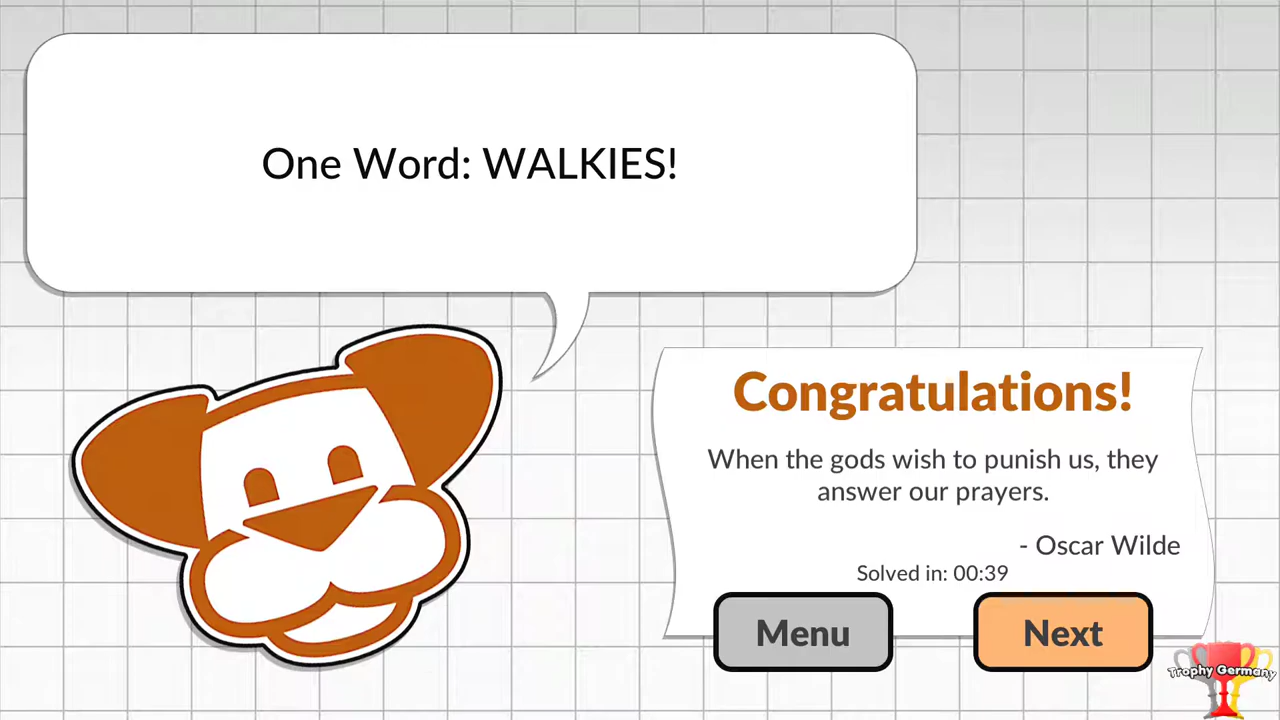 One Word: WALKIES!
Congratulations!
When the gods wish to punish us, they
answer our prayers.
- Oscar Wilde
Solved in: 00:39
Menu
Next
Trophy Germany